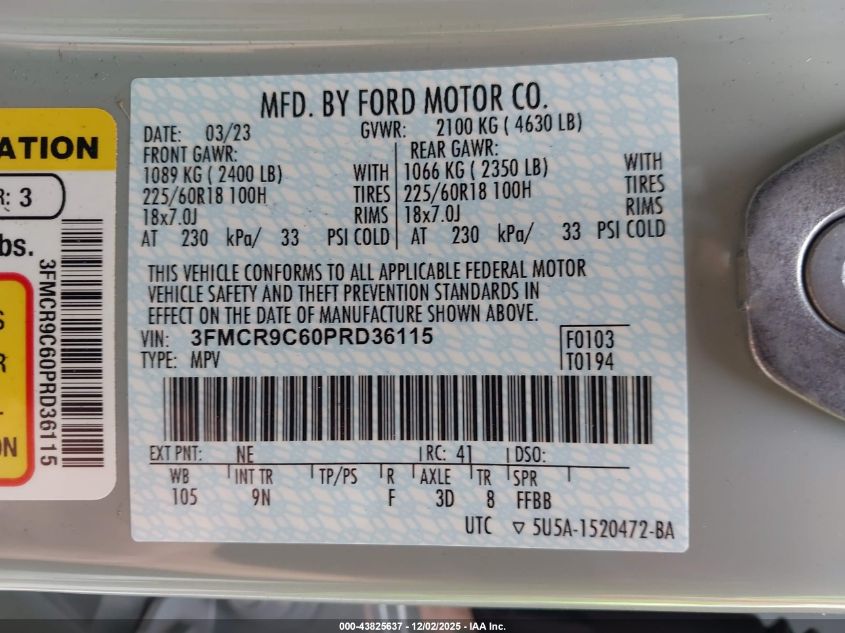 ATION
R: 3
bs.
3FMCR9C60PRD36115
S
R
ON
MFD. BY FORD MOTOR CO.
DATE: 03/23 GVWR: 2100 KG ( 4630 LB)
FRONT GAWR: REAR GAWR:
1089 KG ( 2400 LB) WITH 1066 KG ( 2350 LB) WITH
225/60R18 100H TIRES 225/60R18 100H TIRES
18x7.0J RIMS 18x7.0J RIMS
AT 230 kPa/ 33 PSI COLD AT 230 kPa/ 33 PSI COLD
THIS VEHICLE CONFORMS TO ALL APPLICABLE FEDERAL MOTOR
VEHICLE SAFETY AND THEFT PREVENTION STANDARDS IN
EFFECT ON THE DATE OF MANUFACTURE SHOWN ABOVE.
VIN: 3FMCR9C60PRD36115 F0103
TYPE: MPV T0194
EXT PNT: NE RC: 41 DSO:
WB INT TR TP/PS R AXLE TR SPR
105 9N F 3D 8 FFBB
UTC ▽ 5U5A-1520472-BA
000-43825637 - 12/02/2025 - IAA Inc.